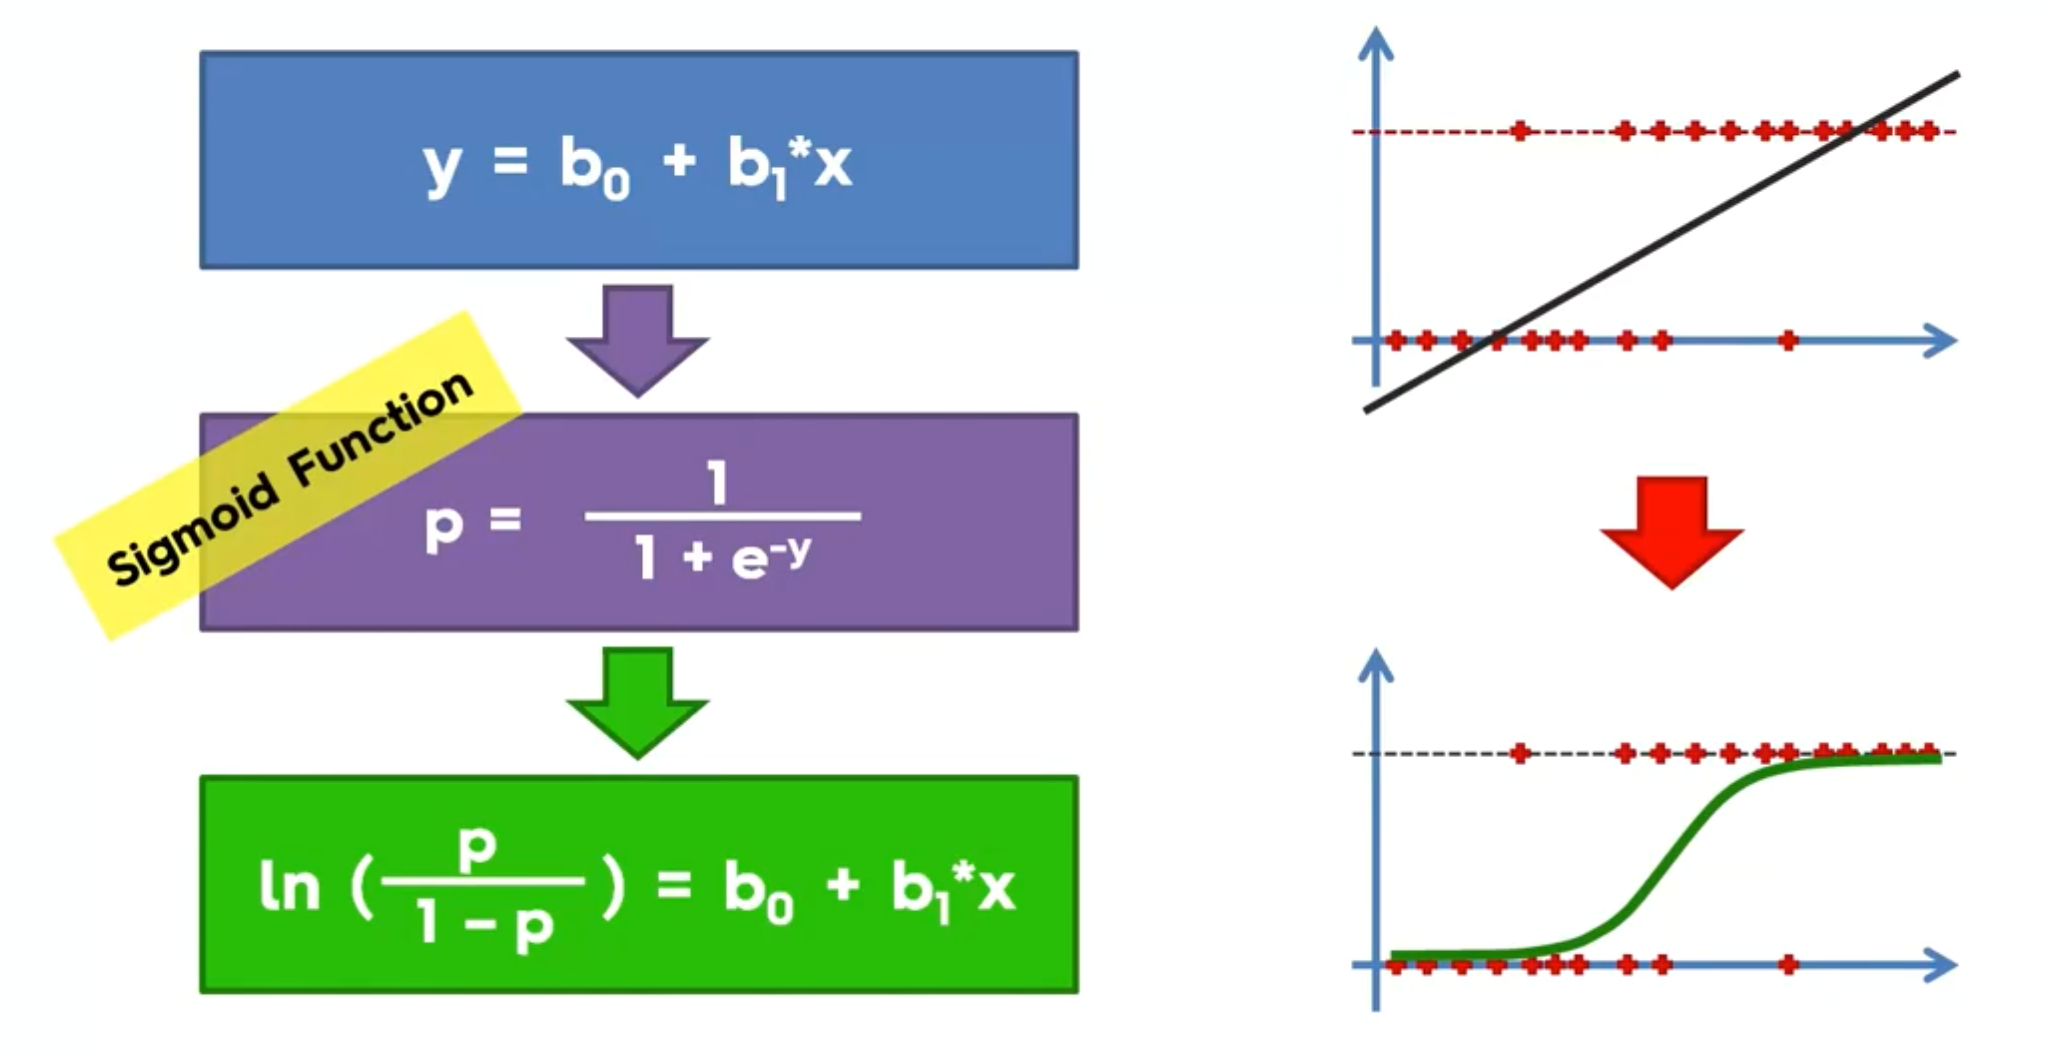 y = b₀ + b₁*x
Sigmoid Function
p = 1 / 1 + e⁻ʸ
ln ( p / 1 – p ) = b₀ + b₁*x